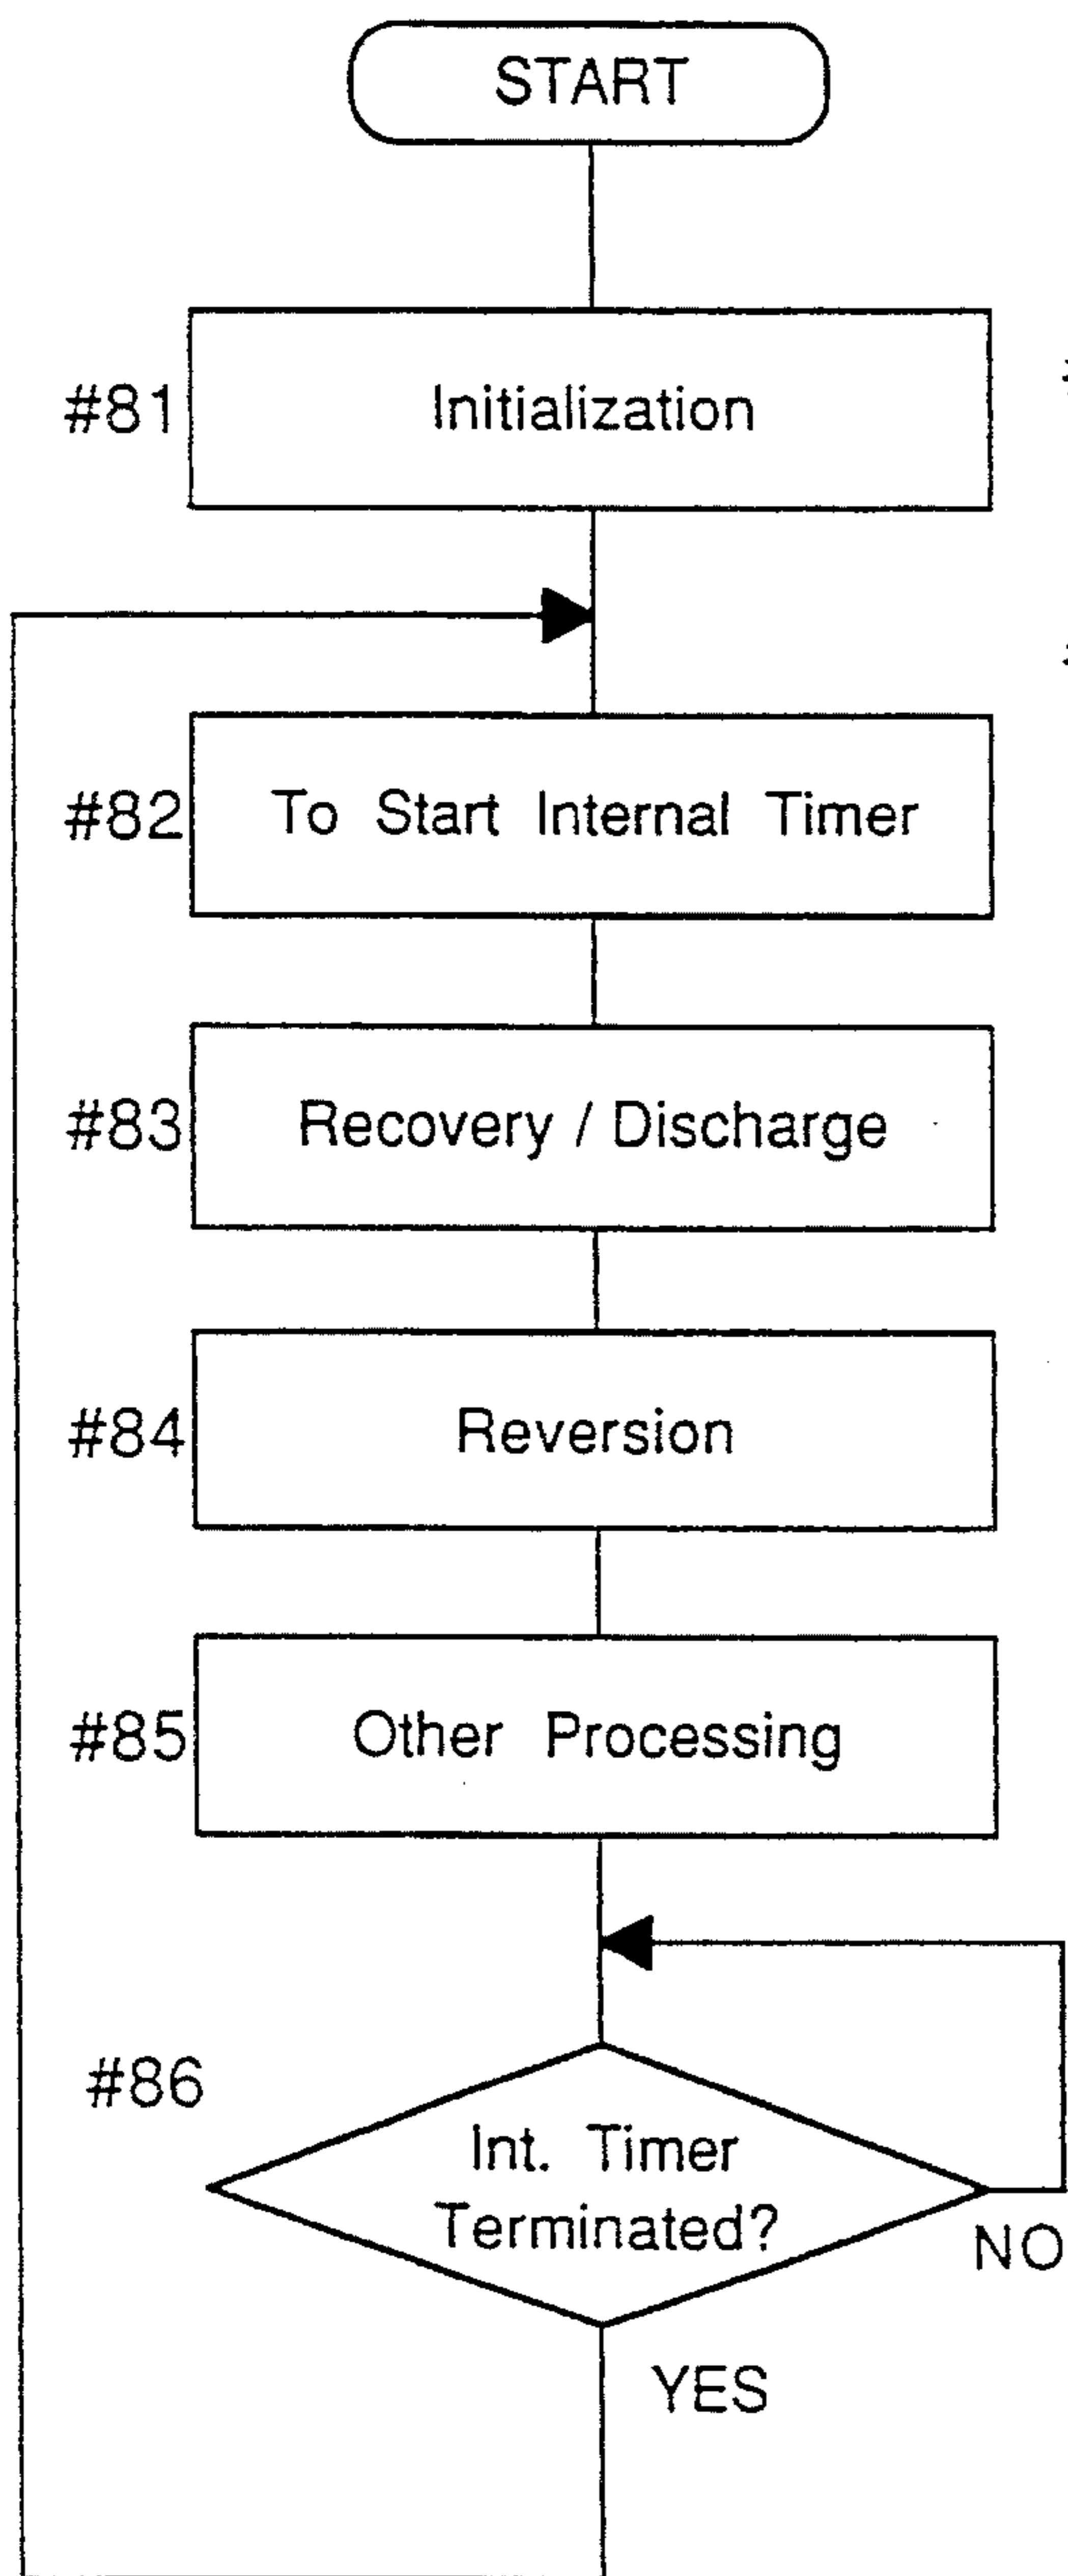 START
#81
Initialization
#82
To Start Internal Timer
#83
Recovery / Discharge
#84
Reversion
#85
Other Processing
#86
Int. Timer
Terminated?
NO
YES